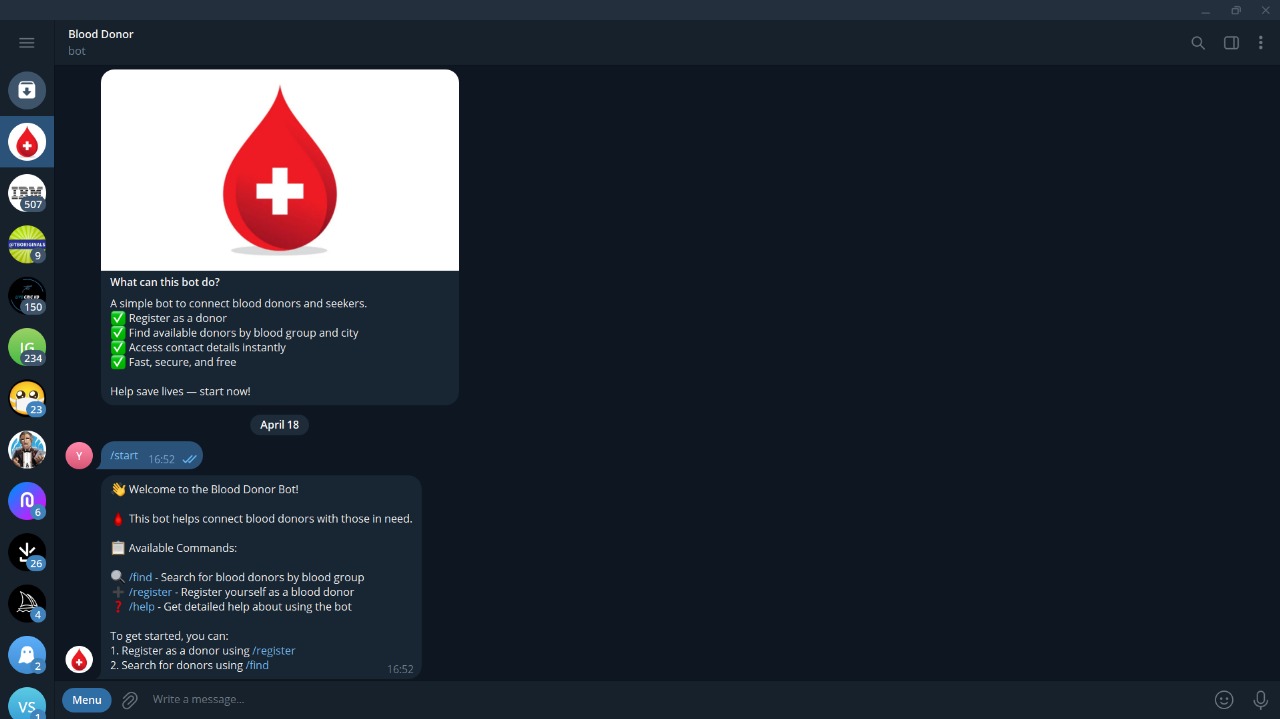 Blood Donor
bot
What can this bot do?
A simple bot to connect blood donors and seekers.
✅ Register as a donor
✅ Find available donors by blood group and city
✅ Access contact details instantly
✅ Fast, secure, and free
Help save lives — start now!
April 18
Y
/start 16:52
👋 Welcome to the Blood Donor Bot!
🩸 This bot helps connect blood donors with those in need.
📋 Available Commands:
🔍 /find - Search for blood donors by blood group
➕ /register - Register yourself as a blood donor
❓ /help - Get detailed help about using the bot
To get started, you can:
1. Register as a donor using /register
2. Search for donors using /find
16:52
IBM
507
9
150
234
23
6
26
4
2
VS
1
Menu
Write a message...